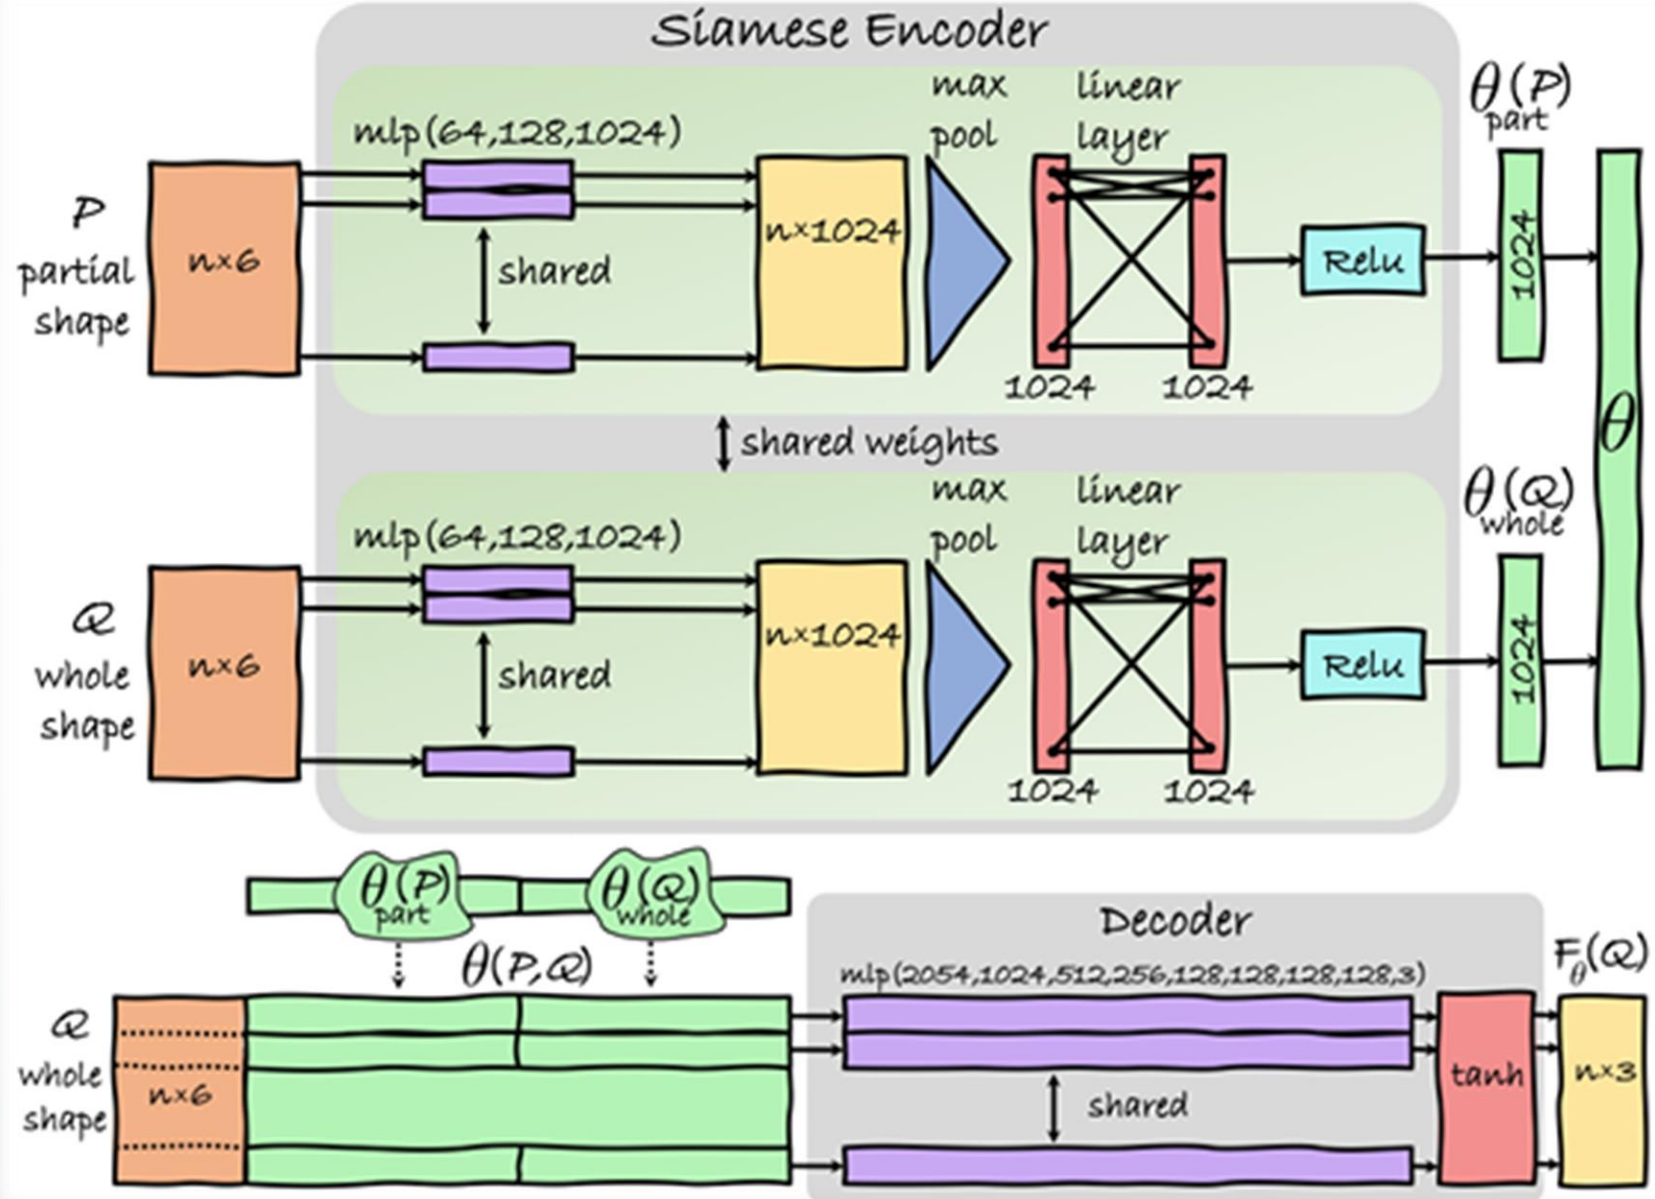 Siamese Encoder
max
pool
linear
layer
θ(P)
part
mlp(64,128,1024)
P
partial
shape
n×6
shared
n×1024
Relu
1024
1024
1024
θ
shared weights
max
pool
linear
layer
θ(Q)
whole
mlp(64,128,1024)
Q
whole
shape
n×6
shared
n×1024
Relu
1024
1024
1024
θ(P)
part
θ(Q)
whole
θ(P,Q)
Decoder
mlp(2054,1024,512,256,128,128,128,128,3)
Fθ(Q)
Q
whole
shape
n×6
shared
tanh
n×3